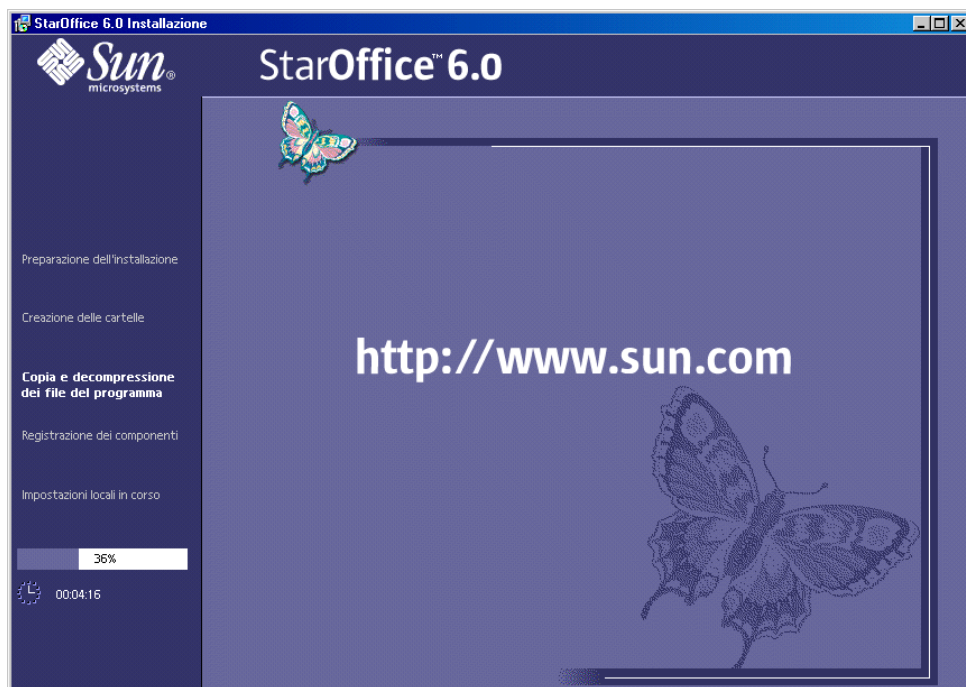 StarOffice 6.0 Installazione
Sun®
microsystems
StarOffice™ 6.0
Preparazione dell'installazione
Creazione delle cartelle
Copia e decompressione
dei file del programma
Registrazione dei componenti
Impostazioni locali in corso
36%
00:04:16
http://www.sun.com